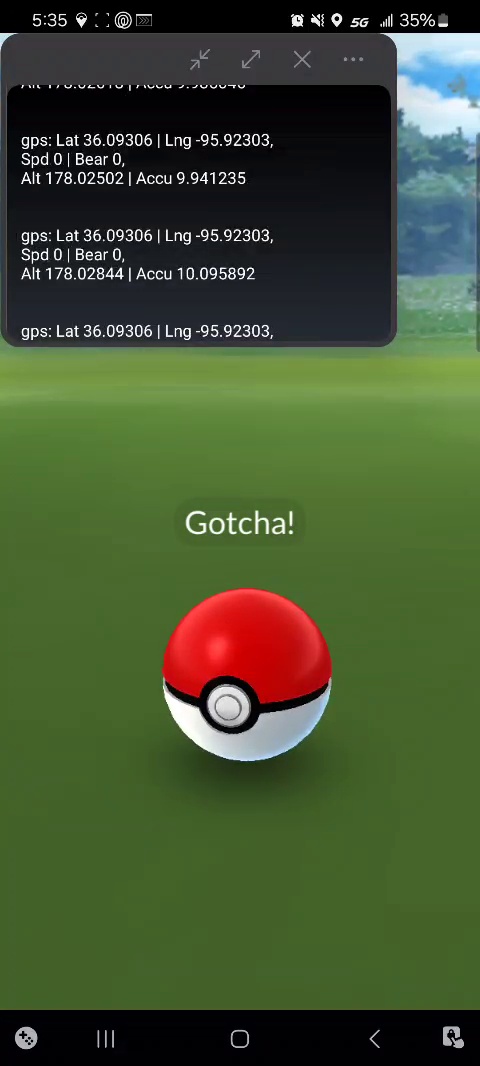 5:35
5G
35%
gps: Lat 36.09306 | Lng -95.92303,
Spd 0 | Bear 0,
Alt 178.02502 | Accu 9.941235
gps: Lat 36.09306 | Lng -95.92303,
Spd 0 | Bear 0,
Alt 178.02844 | Accu 10.095892
gps: Lat 36.09306 | Lng -95.92303,
Gotcha!